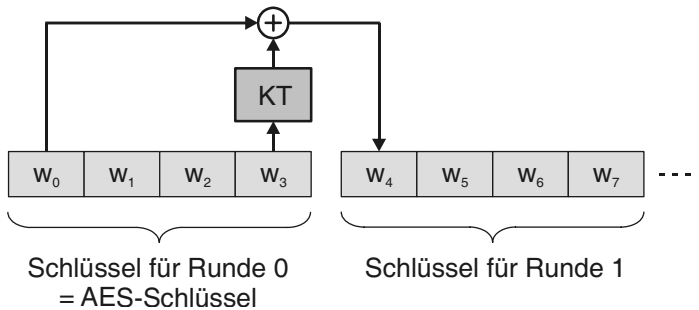 KT
w₀ w₁ w₂ w₃ w₄ w₅ w₆ w₇
Schlüssel für Runde 0
= AES-Schlüssel
Schlüssel für Runde 1